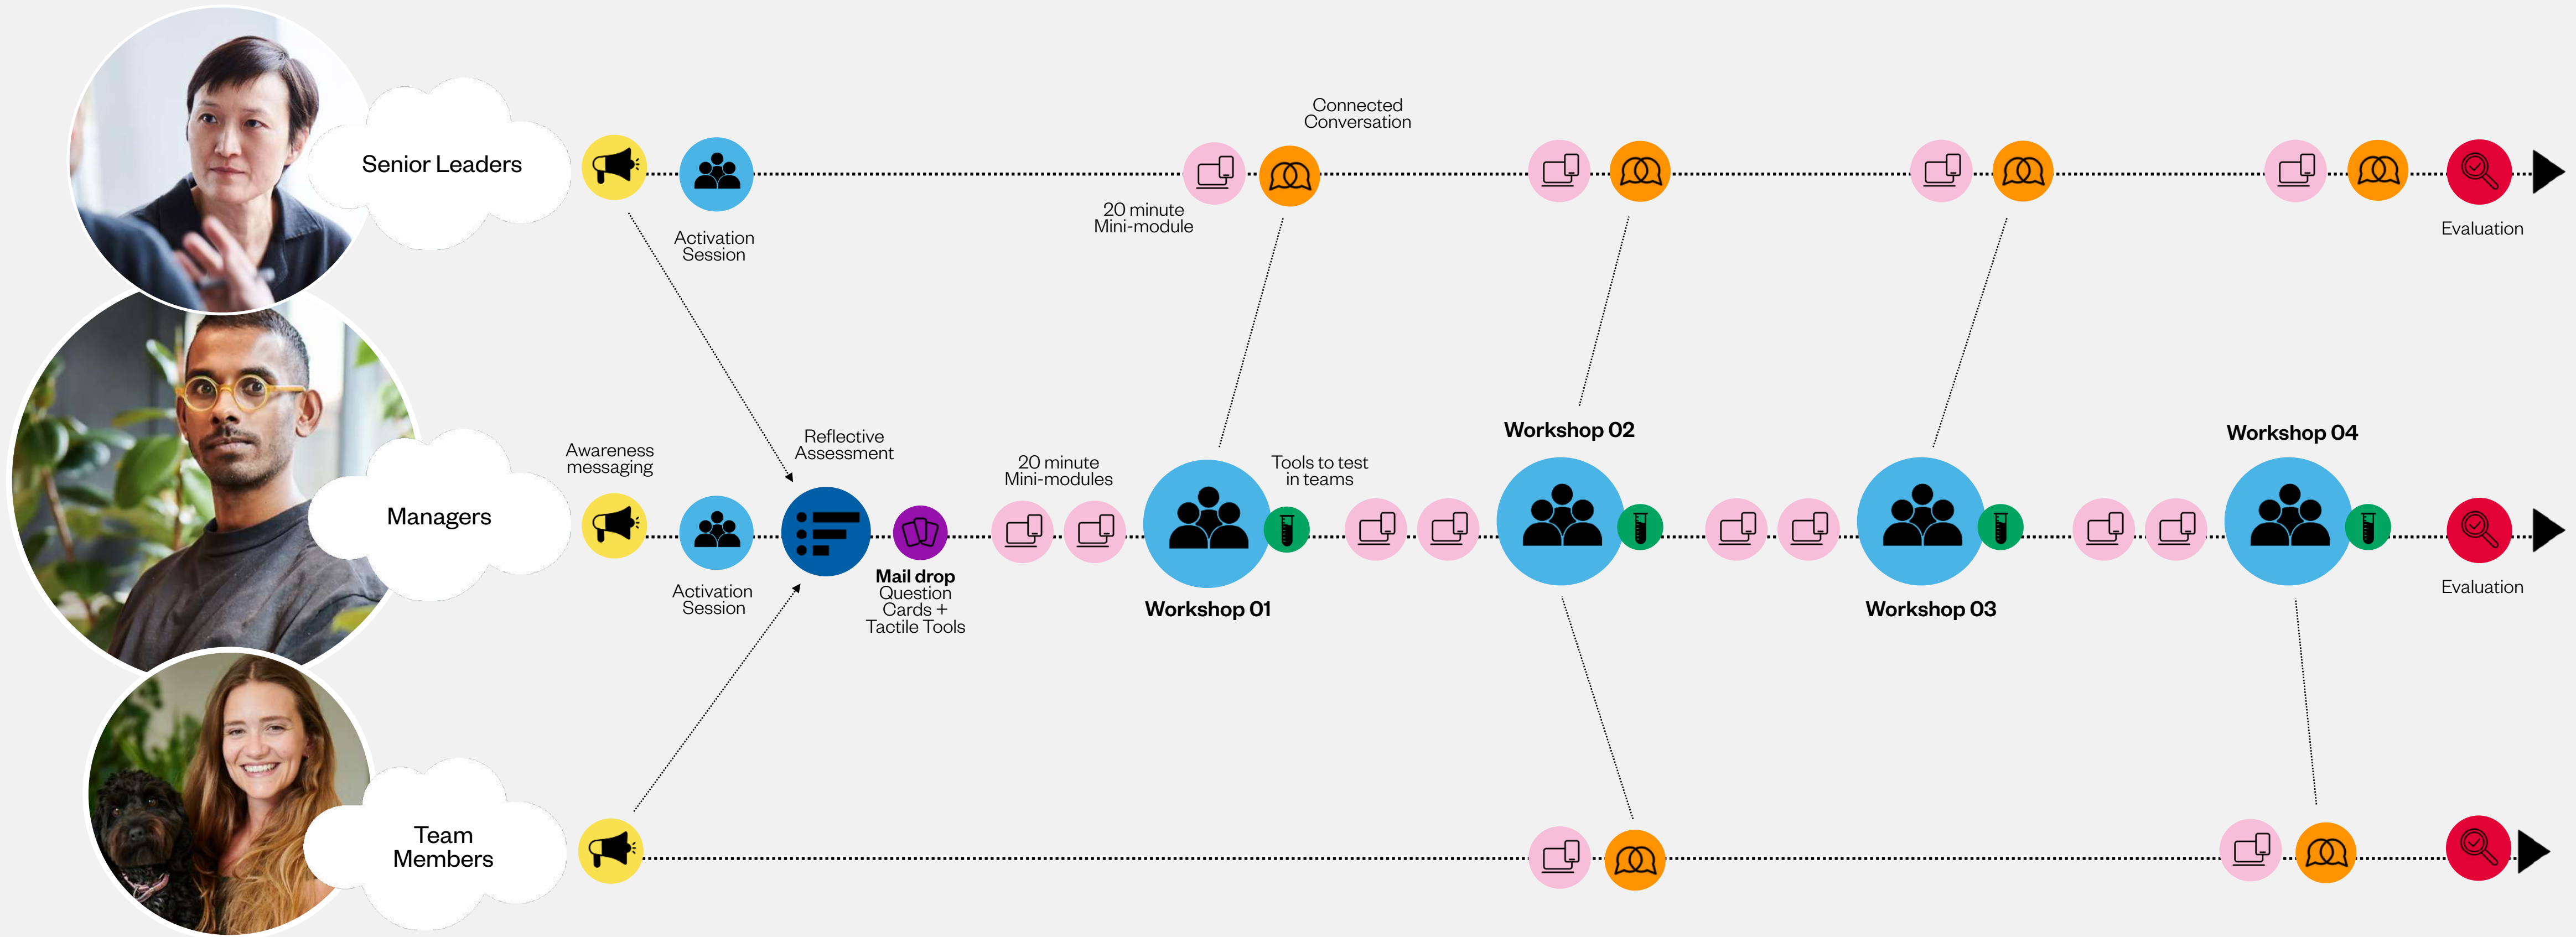 Connected
Conversation
Senior Leaders
20 minute
Mini-module
Activation
Session
Evaluation
Workshop 02
Workshop 04
Awareness
messaging
Reflective
Assessment
20 minute
Mini-modules
Tools to test
in teams
Managers
Activation
Session
Mail drop
Question
Cards +
Tactile Tools
Workshop 01
Workshop 03
Evaluation
Team
Members